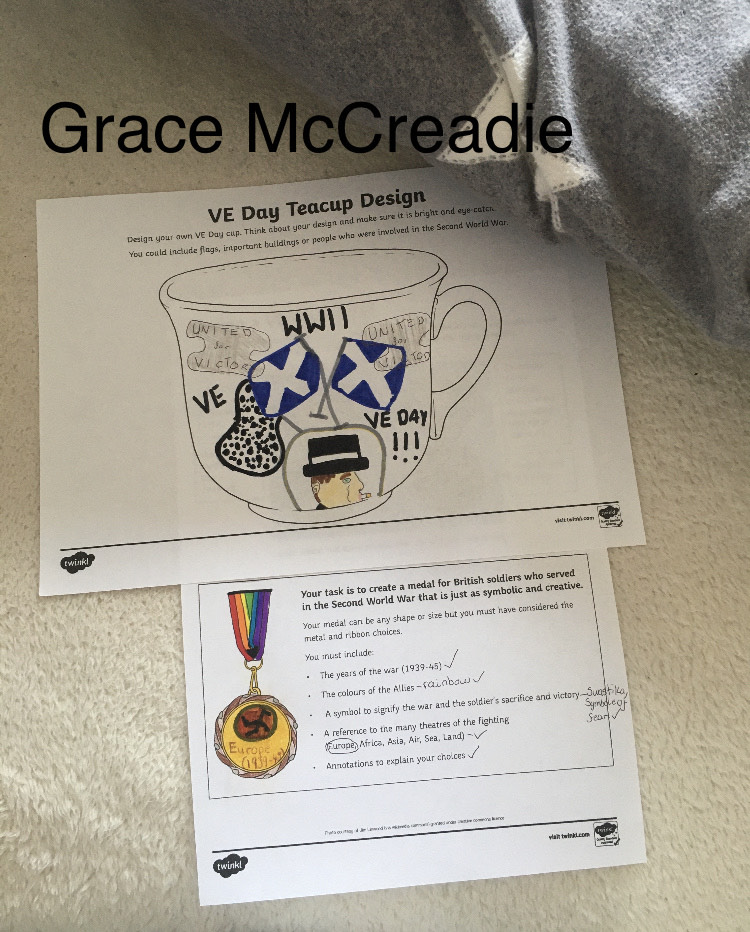 Grace McCreadie
VE Day Teacup Design
Design your own VE Day cup. Think about your design and make sure it is bright and eye-catch
You could include flags, important buildings or people who were involved in the Second World War.
WWII
UNITED
for
VICTOR
UNITED
for
VICTO
VE
VE DAY
!!!
visit twinkl.com
twinkl
Your task is to create a medal for British soldiers who served
in the Second World War that is just as symbolic and creative.
Your medal can be any shape or size but you must have considered the
metal and ribbon choices.
You must include:
• The years of the war (1939-45) ✓
• The colours of the Allies - rainbow ✓
• A symbol to signify the war and the soldier's sacrifice and victory - Swastika,
Symbol of
• A reference to the many theatres of the fighting
(Europe, Africa, Asia, Air, Sea, Land) - ✓
• Annotations to explain your choices ✓
Europe
visit twinkl.com
twinkl